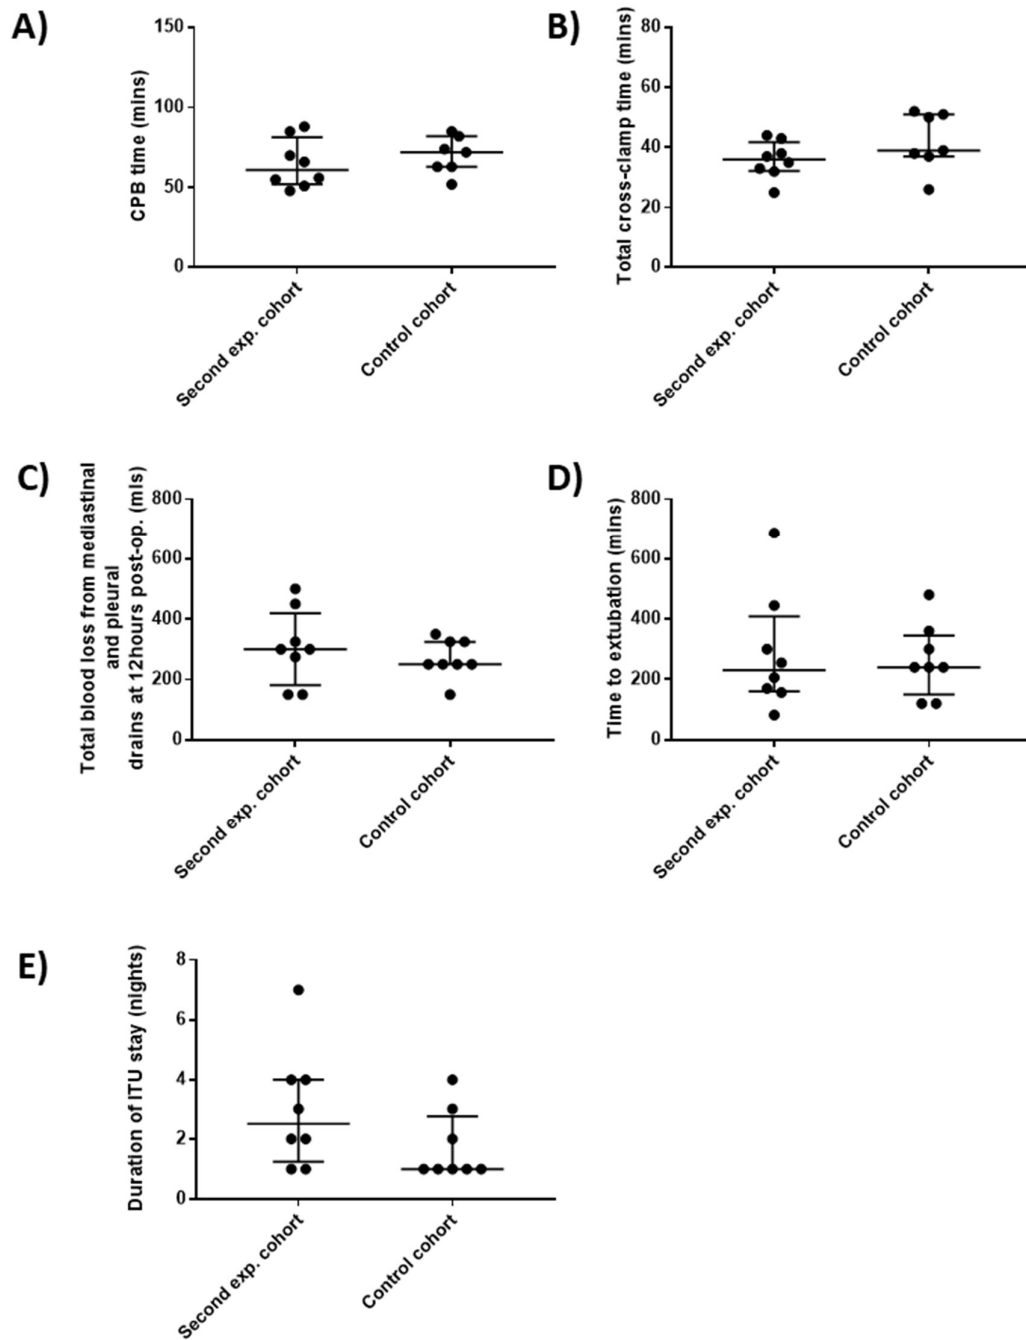 A)
CPB time (mins)
150
100
50
0
Second exp. cohort
Control cohort
B)
Total cross-clamp time (mins)
80
60
40
20
0
Second exp. cohort
Control cohort
C)
Total blood loss from mediastinal
and pleural
drains at 12hours post-op. (mls)
800
600
400
200
0
Second exp. cohort
Control cohort
D)
Time to extubation (mins)
800
600
400
200
0
Second exp. cohort
Control cohort
E)
Duration of ITU stay (nights)
8
6
4
2
0
Second exp. cohort
Control cohort